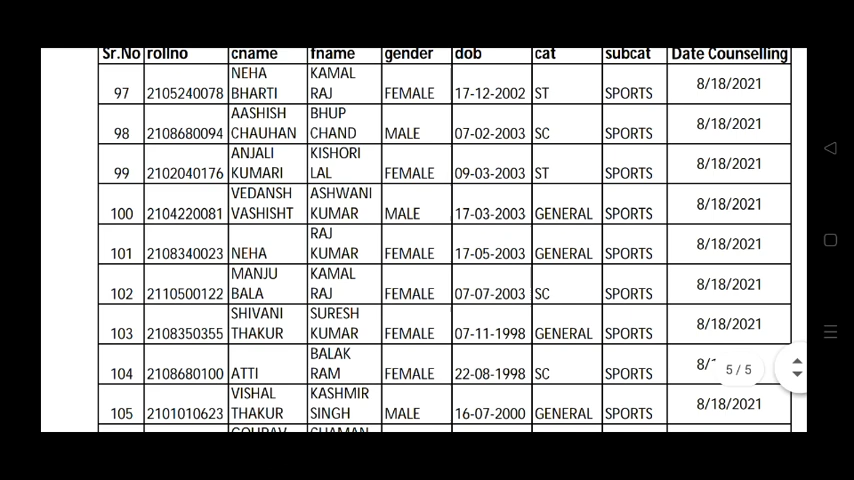 Sr.No rollno cname fname gender dob cat subcat Date Counselling
97 2105240078 NEHA BHARTI KAMAL RAJ FEMALE 17-12-2002 ST SPORTS 8/18/2021
98 2108680094 AASHISH CHAUHAN BHUP CHAND MALE 07-02-2003 SC SPORTS 8/18/2021
99 2102040176 ANJALI KUMARI KISHORI LAL FEMALE 09-03-2003 ST SPORTS 8/18/2021
100 2104220081 VEDANSH VASHISHT ASHWANI KUMAR MALE 17-03-2003 GENERAL SPORTS 8/18/2021
101 2108340023 NEHA RAJ KUMAR FEMALE 17-05-2003 GENERAL SPORTS 8/18/2021
102 2110500122 MANJU BALA KAMAL RAJ FEMALE 07-07-2003 SC SPORTS 8/18/2021
103 2108350355 SHIVANI THAKUR SURESH KUMAR FEMALE 07-11-1998 GENERAL SPORTS 8/18/2021
104 2108680100 ATTI BALAK RAM FEMALE 22-08-1998 SC SPORTS 8/1
5 / 5
105 2101010623 VISHAL THAKUR KASHMIR SINGH MALE 16-07-2000 GENERAL SPORTS 8/18/2021